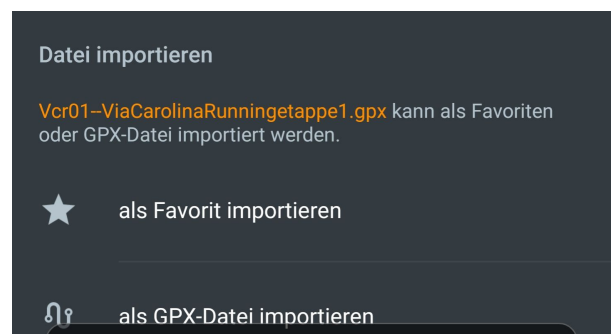 Datei importieren
Vcr01–ViaCarolinaRunningetappe1.gpx kann als Favoriten
oder GPX-Datei importiert werden.
als Favorit importieren
als GPX-Datei importieren